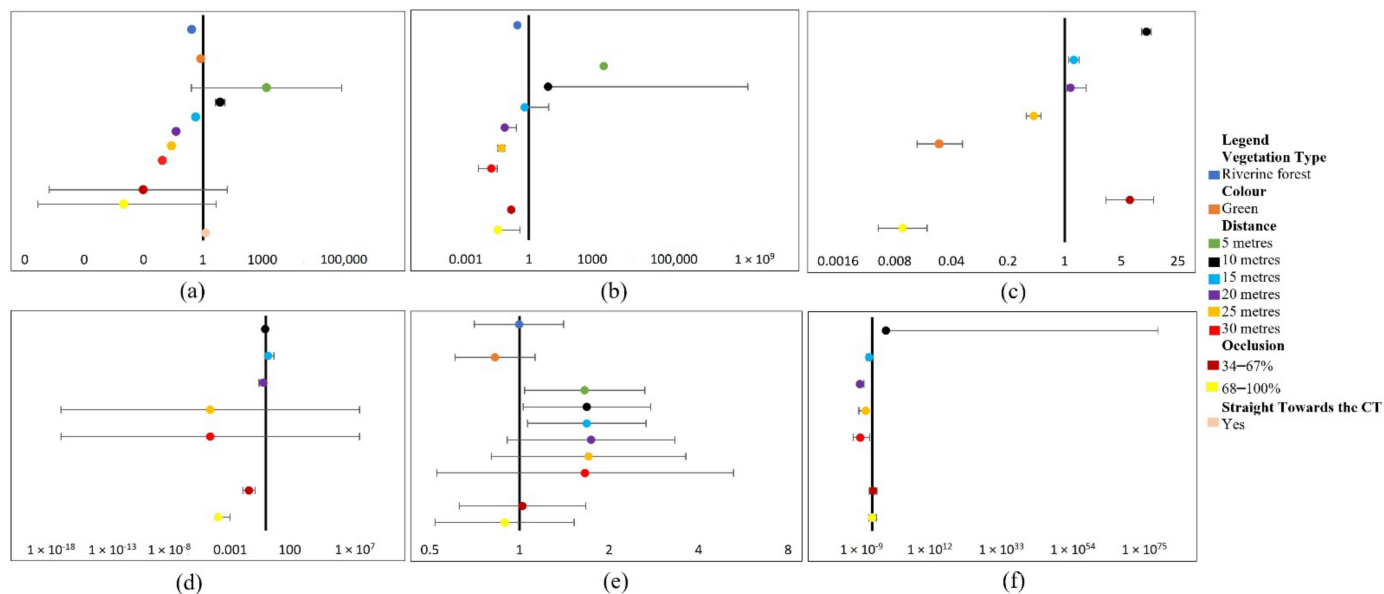 0 0 0 1 1000 100,000
(a)
0.001 1 1000 100,000 1 × 10⁹
(b)
0.0016 0.008 0.04 0.2 1 5 25
(c)
Legend
Vegetation Type
Riverine forest
Colour
Green
Distance
5 metres
10 metres
15 metres
20 metres
25 metres
30 metres
Occlusion
34–67%
68–100%
Straight Towards the CT
Yes
1 × 10⁻¹⁸ 1 × 10⁻¹³ 1 × 10⁻⁸ 0.001 100 1 × 10⁷
(d)
0.5 1 2 4 8
(e)
1 × 10⁻⁹ 1 × 10¹² 1 × 10³³ 1 × 10⁵⁴ 1 × 10⁷⁵
(f)